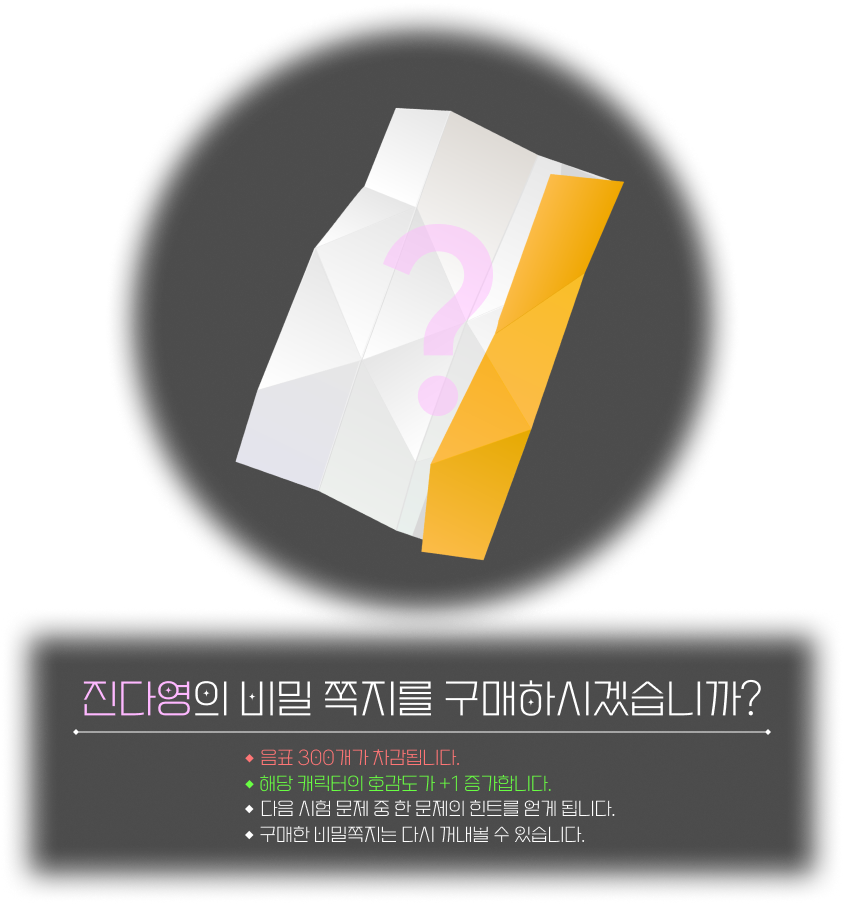 ?
진다영의 비밀 쪽지를 구매하시겠습니까?
◆ 음표 300개가 차감됩니다.
◆ 해당 캐릭터의 호감도가 +1 증가합니다.
◆ 다음 시험 문제 중 한 문제의 힌트를 얻게 됩니다.
◆ 구매한 비밀쪽지는 다시 꺼내볼 수 있습니다.